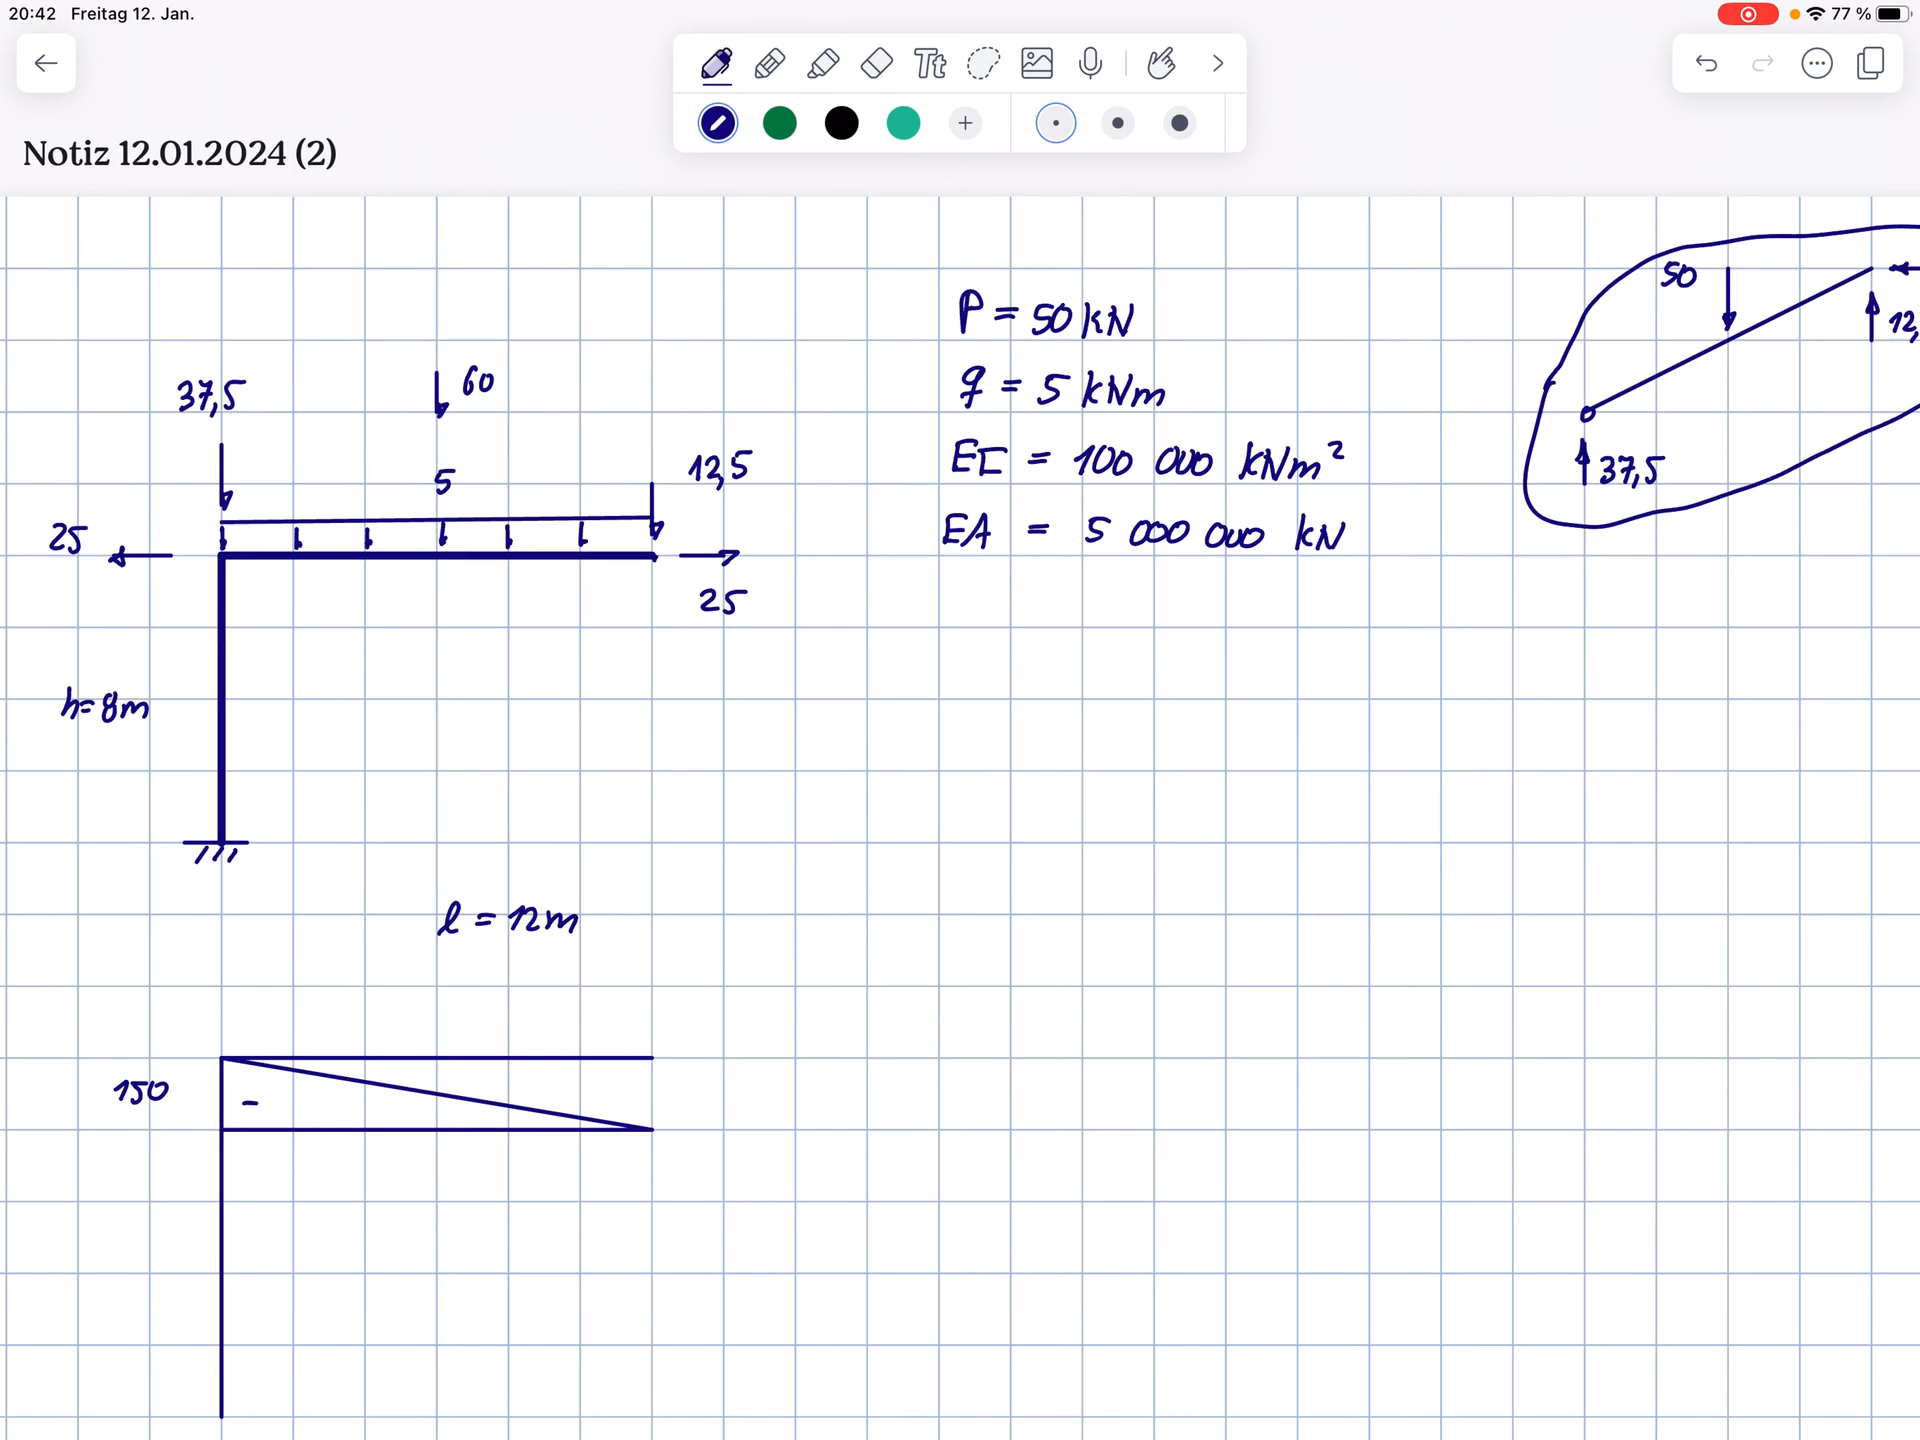 20:42 Freitag 12. Jan.
77 %
Tt
Notiz 12.01.2024 (2)
P = 50 kN
q = 5 kNm
EI = 100 000 kNm²
EA = 5 000 000 kN
50
12,
37,5
37,5
60
5
12,5
25
25
h = 8m
l = 12m
150
-